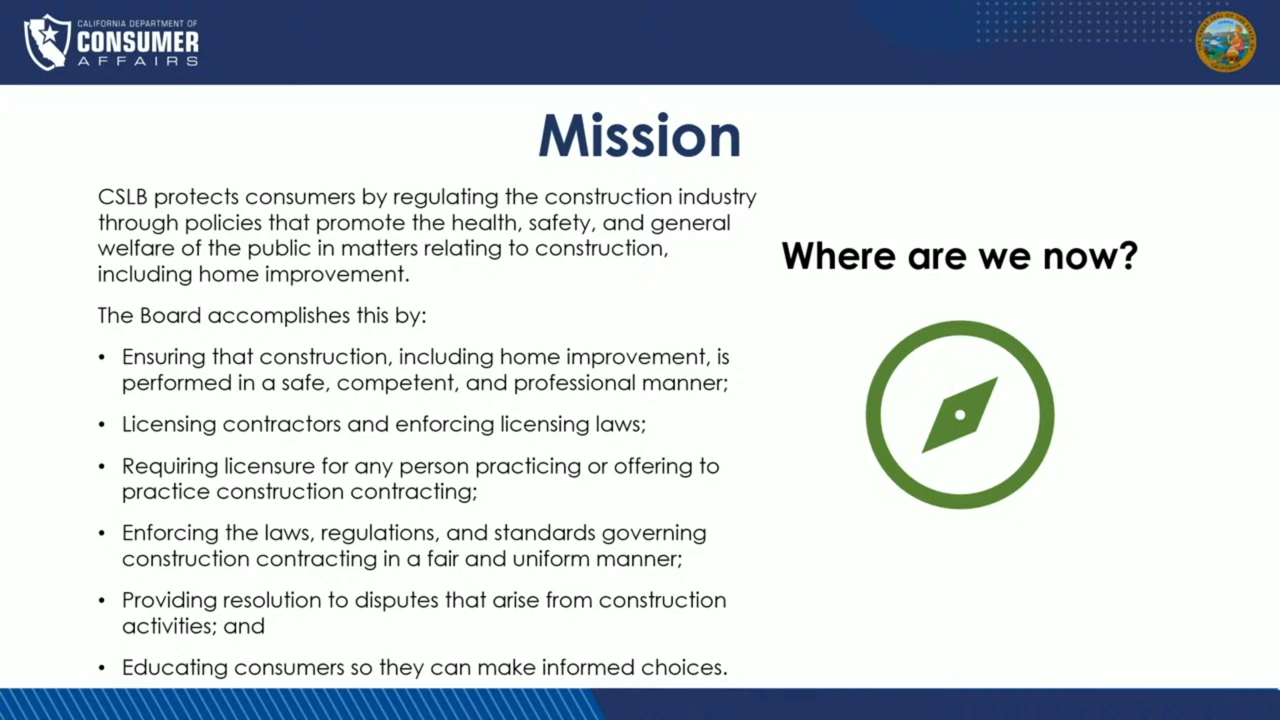 CALIFORNIA DEPARTMENT OF
CONSUMER
AFFAIRS
Mission
CSLB protects consumers by regulating the construction industry
through policies that promote the health, safety, and general
welfare of the public in matters relating to construction,
including home improvement.
The Board accomplishes this by:
• Ensuring that construction, including home improvement, is
performed in a safe, competent, and professional manner;
• Licensing contractors and enforcing licensing laws;
• Requiring licensure for any person practicing or offering to
practice construction contracting;
• Enforcing the laws, regulations, and standards governing
construction contracting in a fair and uniform manner;
• Providing resolution to disputes that arise from construction
activities; and
• Educating consumers so they can make informed choices.
Where are we now?